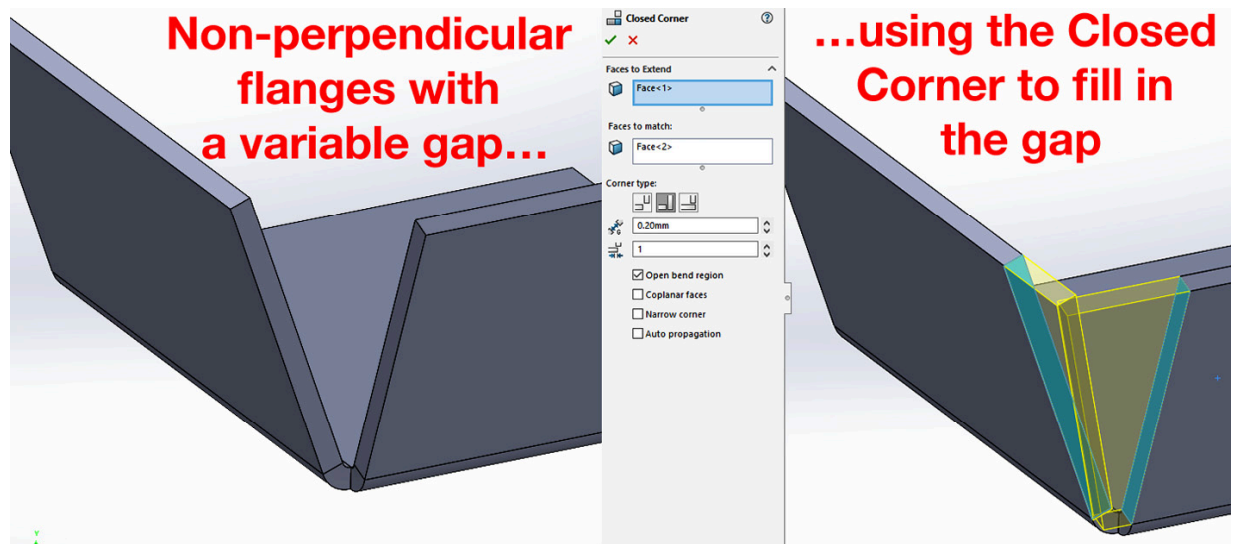 Non-perpendicular
flanges with
a variable gap...
Closed Corner
Faces to Extend
Face<1>
Faces to match:
Face<2>
Corner type:
0.20mm
1
Open bend region
Coplanar faces
Narrow corner
Auto propagation
...using the Closed
Corner to fill in
the gap
Y